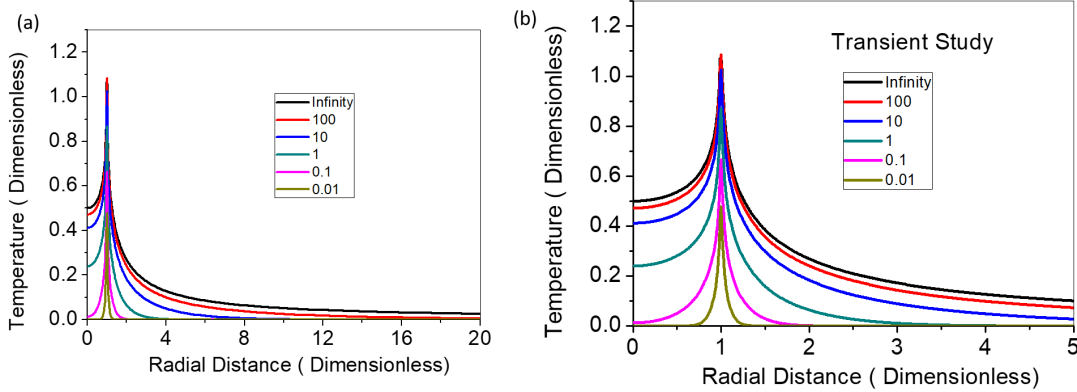 (a)
Temperature ( Dimensionless)
1.2
1.0
0.8
0.6
0.4
0.2
0.0
Infinity
100
10
1
0.1
0.01
0 4 8 12 16 20
Radial Distance ( Dimensionless)
(b)
Temperature ( Dimensionless)
1.2
1.0
0.8
0.6
0.4
0.2
0.0
Transient Study
Infinity
100
10
1
0.1
0.01
0 1 2 3 4 5
Radial Distance ( Dimensionless)